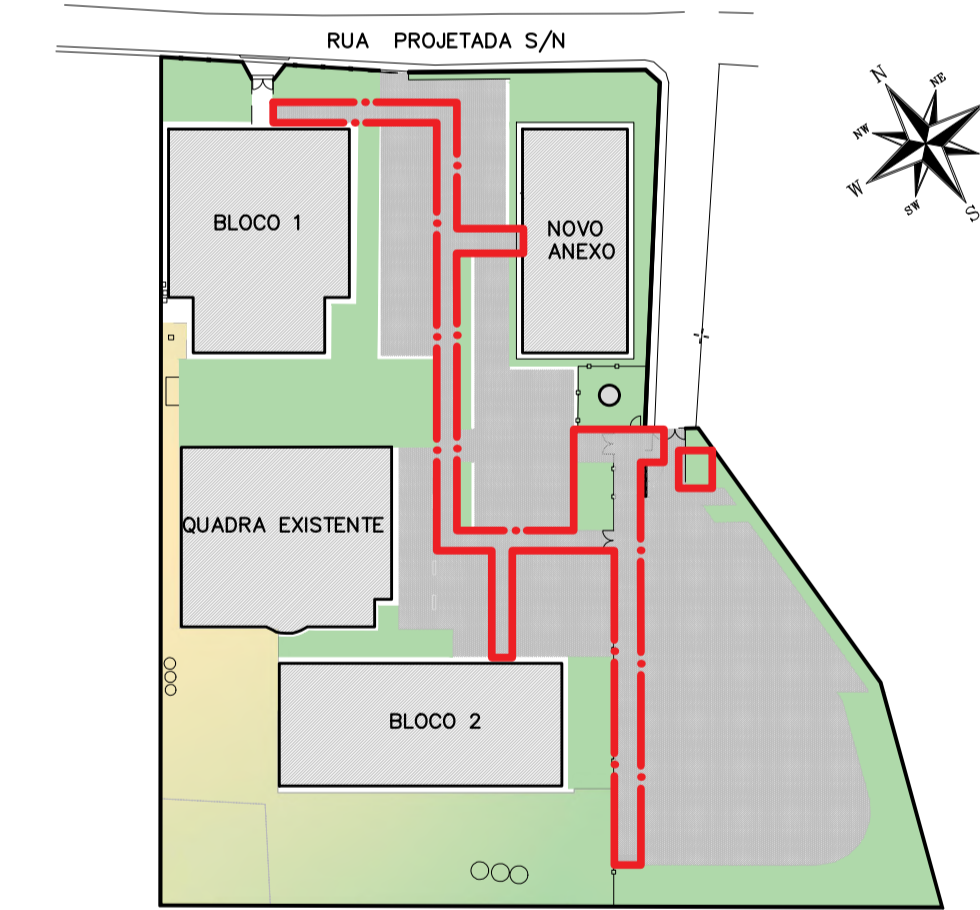 RUA PROJETADA S/N
N
NE
NW
W
SW
S
BLOCO 1
NOVO
ANEXO
QUADRA EXISTENTE
BLOCO 2